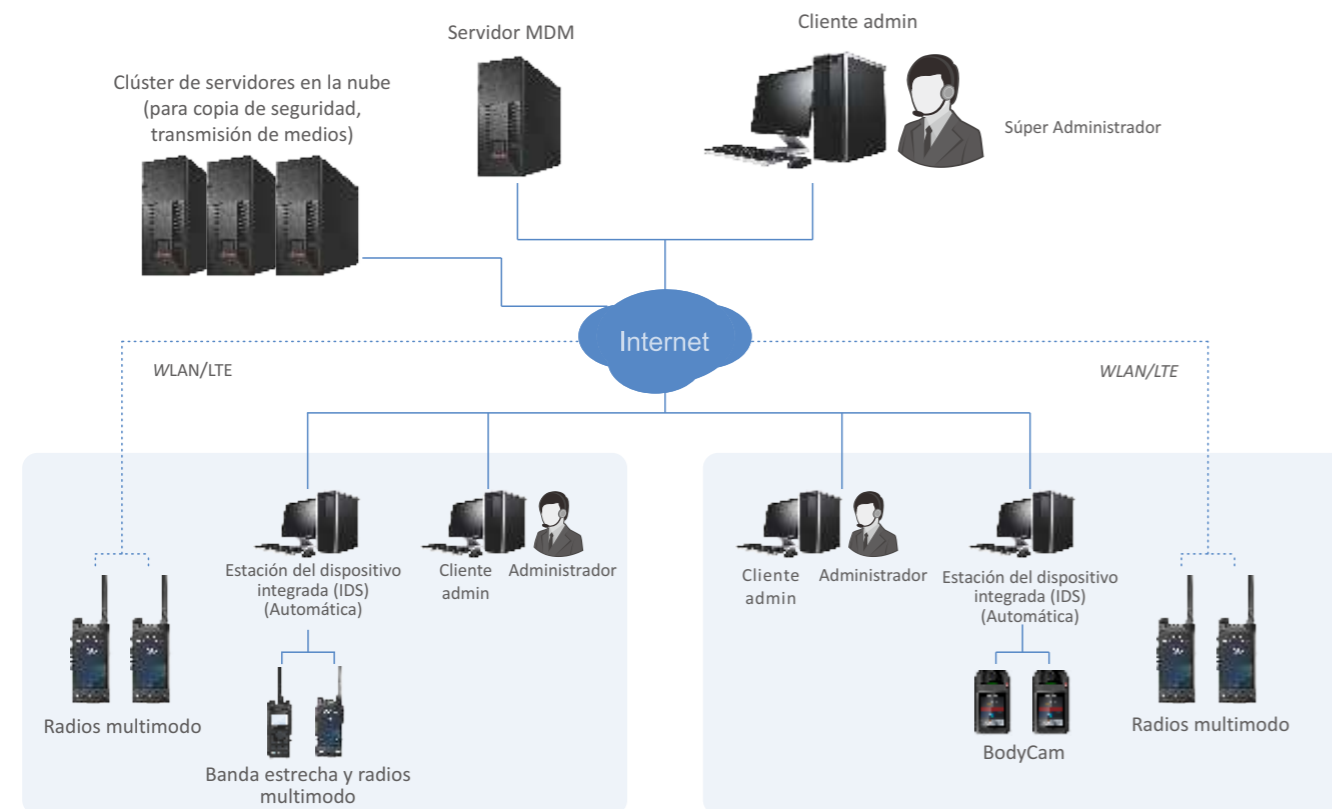 Servidor MDM
Cliente admin
Clúster de servidores en la nube
(para copia de seguridad,
transmisión de medios)
Súper Administrador
Internet
WLAN/LTE
WLAN/LTE
Estación del dispositivo
integrada (IDS)
(Automática)
Cliente
admin
Administrador
Radios multimodo
Banda estrecha y radios
multimodo
Cliente
admin
Administrador
Estación del dispositivo
integrada (IDS)
(Automática)
BodyCam
Radios multimodo